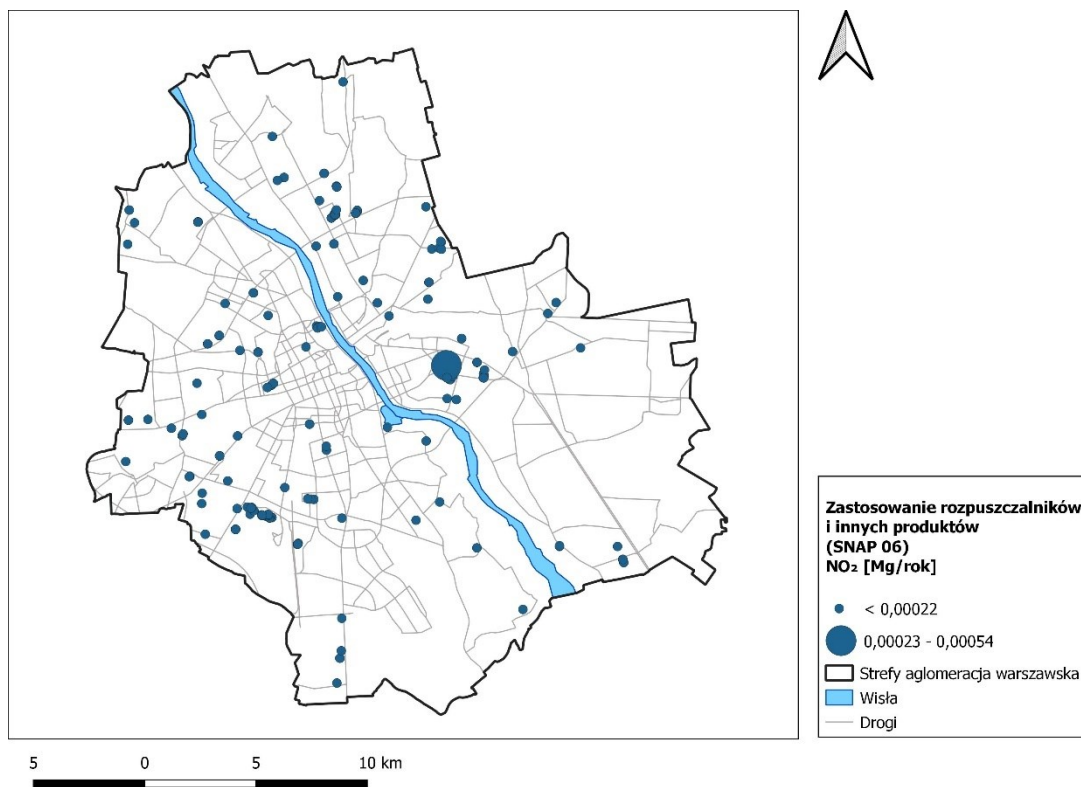 Zastosowanie rozpuszczalników
i innych produktów
(SNAP 06)
NO₂ [Mg/rok]
< 0,00022
0,00023 - 0,00054
Strefy aglomeracja warszawska
Wisła
Drogi
5 0 5 10 km